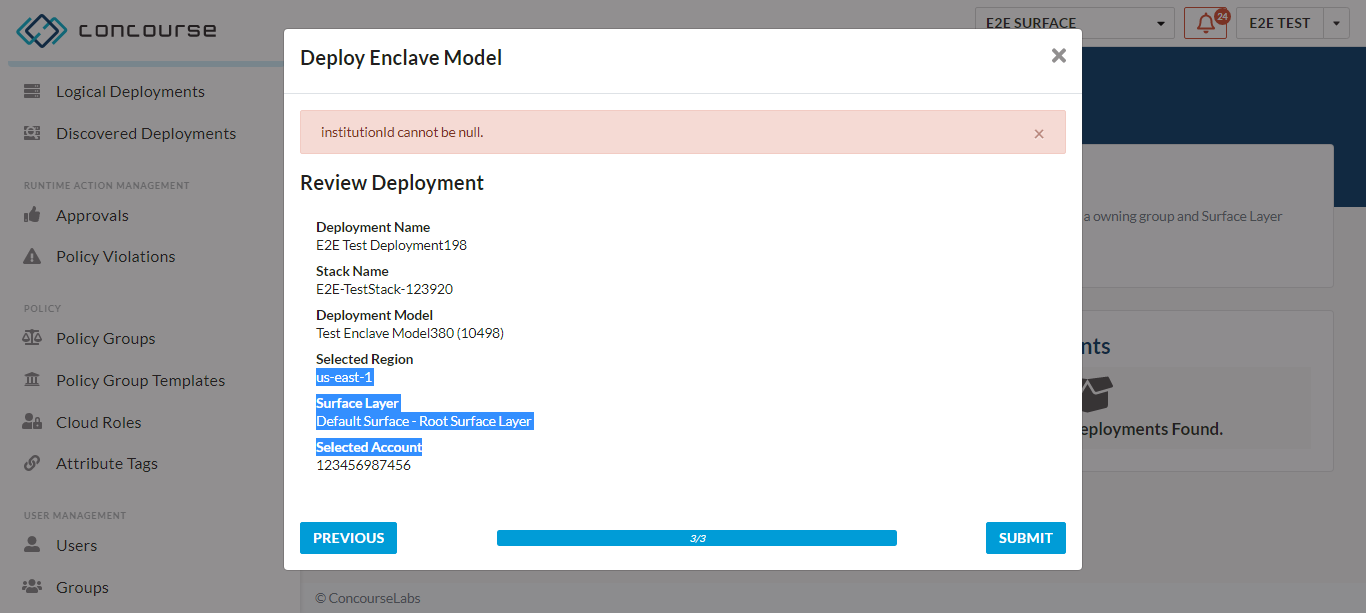 concourse
E2E SURFACE
24
E2E TEST
Logical Deployments
Discovered Deployments
RUNTIME ACTION MANAGEMENT
Approvals
Policy Violations
POLICY
Policy Groups
Policy Group Templates
Cloud Roles
Attribute Tags
USER MANAGEMENT
Users
Groups
Deploy Enclave Model
institutionId cannot be null.
Review Deployment
Deployment Name
E2E Test Deployment198
Stack Name
E2E-TestStack-123920
Deployment Model
Test Enclave Model380 (10498)
Selected Region
us-east-1
Surface Layer
Default Surface - Root Surface Layer
Selected Account
123456987456
PREVIOUS
3/3
SUBMIT
a owning group and Surface Layer
nts
eployments Found.
© ConcourseLabs